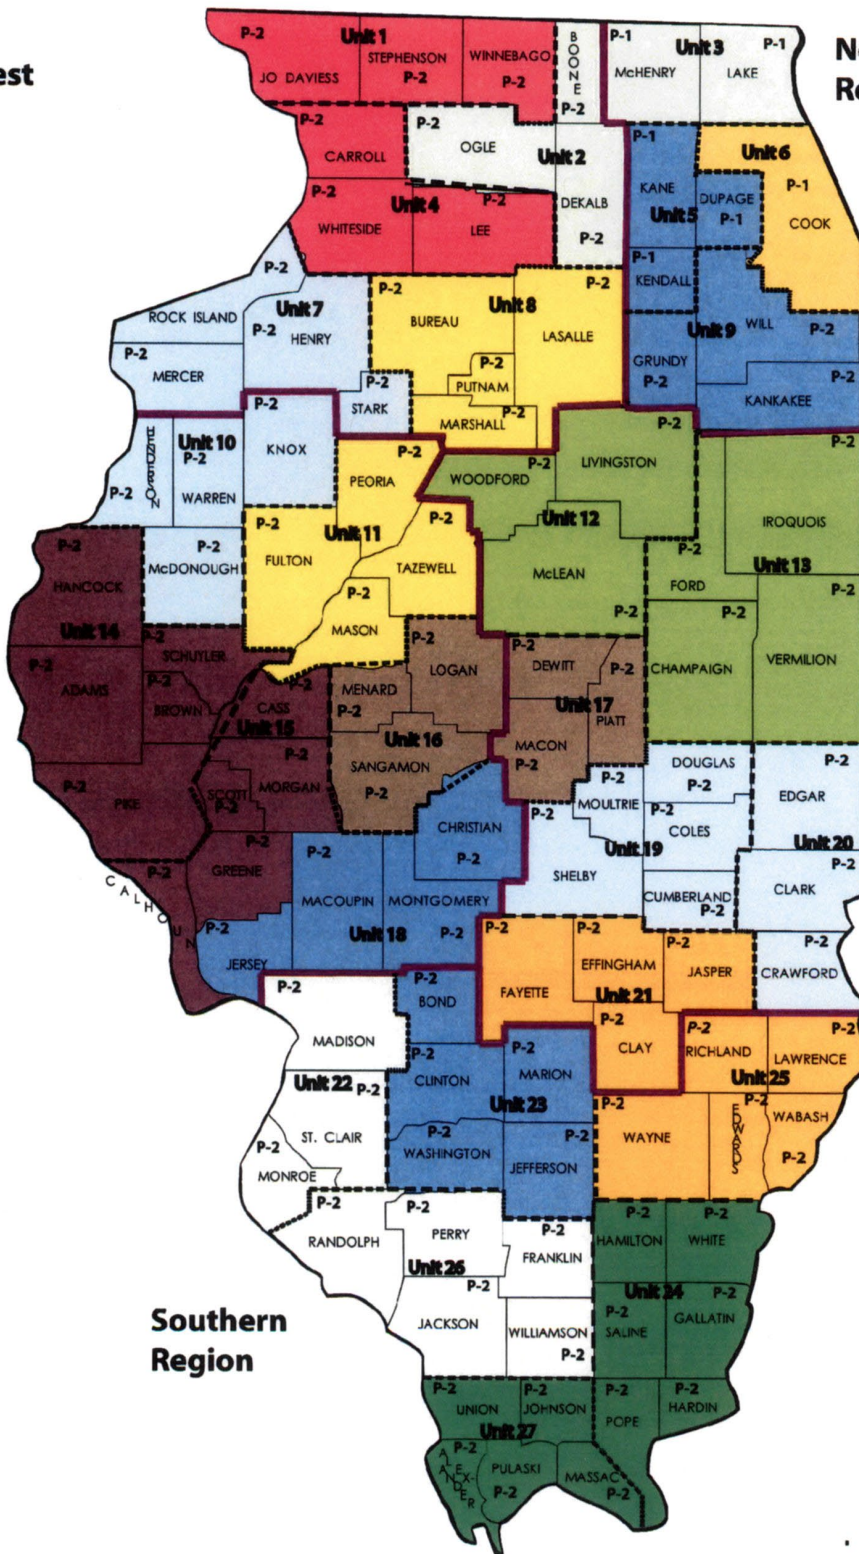 est
No
Re
P-2
Unit 1
JO DAVIESS
STEPHENSON
P-2
WINNEBAGO
P-2
BOONE
P-2
P-1
Unit 3
P-1
McHENRY
LAKE
P-2
CARROLL
P-2
OGLE
Unit 2
DEKALB
P-2
P-1
KANE
Unit 5
DUPAGE
P-1
Unit 6
P-1
COOK
P-2
Unit 4
P-2
WHITESIDE
LEE
P-1
KENDALL
P-2
ROCK ISLAND
Unit 7
P-2
HENRY
P-2
MERCER
P-2
STARK
P-2
Unit 8
P-2
BUREAU
LASALLE
P-2
PUTNAM
P-2
MARSHALL
Unit 9
WILL
P-2
GRUNDY
P-2
P-2
KANKAKEE
HENDERSON
P-2
Unit 10
P-2
WARREN
P-2
KNOX
P-2
McDONOUGH
P-2
PEORIA
Unit 11
P-2
FULTON
P-2
TAZEWELL
P-2
MASON
P-2
WOODFORD
P-2
LIVINGSTON
Unit 12
McLEAN
P-2
P-2
IROQUOIS
P-2
FORD
Unit 13
P-2
CHAMPAIGN
P-2
VERMILION
P-2
HANCOCK
Unit 14
P-2
ADAMS
P-2
SCHUYLER
P-2
BROWN
P-2
PIKE
P-2
CASS
Unit 15
P-2
MORGAN
SCOTT
P-2
P-2
GREENE
P-2
CALHOUN
P-2
LOGAN
MENARD
P-2
Unit 16
SANGAMON
P-2
P-2
DEWITT
P-2
Unit 17
PIATT
MACON
P-2
CHRISTIAN
P-2
P-2
MACOUPIN
MONTGOMERY
Unit 18
P-2
P-2
JERSEY
P-2
MOULTRIE
DOUGLAS
P-2
P-2
COLES
P-2
Unit 19
SHELBY
CUMBERLAND
P-2
P-2
EDGAR
Unit 20
P-2
CLARK
P-2
CRAWFORD
P-2
FAYETTE
P-2
EFFINGHAM
P-2
JASPER
Unit 21
P-2
CLAY
P-2
MADISON
Unit 22
P-2
ST. CLAIR
P-2
MONROE
P-2
BOND
P-2
CLINTON
P-2
MARION
Unit 23
P-2
WASHINGTON
P-2
JEFFERSON
P-2
RICHLAND
P-2
LAWRENCE
Unit 25
P-2
WAYNE
P-2
EDWARDS
WABASH
P-2
P-2
RANDOLPH
P-2
PERRY
P-2
FRANKLIN
Unit 26
P-2
JACKSON
WILLIAMSON
P-2
P-2
HAMILTON
P-2
WHITE
Unit 24
P-2
SALINE
P-2
GALLATIN
Southern
Region
P-2
UNION
P-2
JOHNSON
P-2
POPE
P-2
HARDIN
Unit 27
P-2
ALEXANDER
PULASKI
P-2
MASSAC
P-2